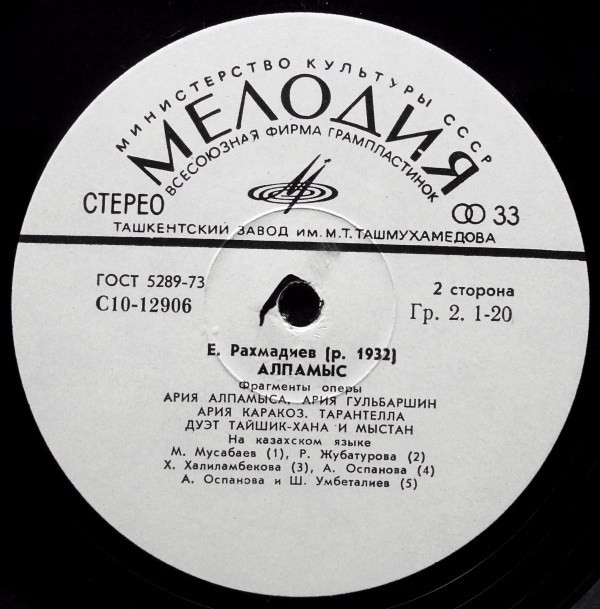 МИНИСТЕРСТВО КУЛЬТУРЫ СССР
МЕЛОДИЯ
ВСЕСОЮЗНАЯ ФИРМА ГРАМПЛАСТИНОК
СТЕРЕО
33
ТАШКЕНТСКИЙ ЗАВОД ИМ. М.Т. ТАШМУХАМЕДОВА
ГОСТ 5289-73
С10-12906
2 сторона
Гр. 2. 1-20
Е. Рахмадиев (р. 1932)
АЛПАМЫС
Фрагменты оперы
АРИЯ АЛПАМЫСА. АРИЯ ГУЛЬБАРШИН
АРИЯ КАРАКОЗ. ТАРАНТЕЛЛА
ДУЭТ ТАЙШИК-ХАНА И МЫСТАН
На казахском языке
М. Мусабаев (1), Р. Жубатурова (2)
Х. Халиламбекова (3), А. Оспанова (4)
А. Оспанова и Ш. Умбеталиев (5)